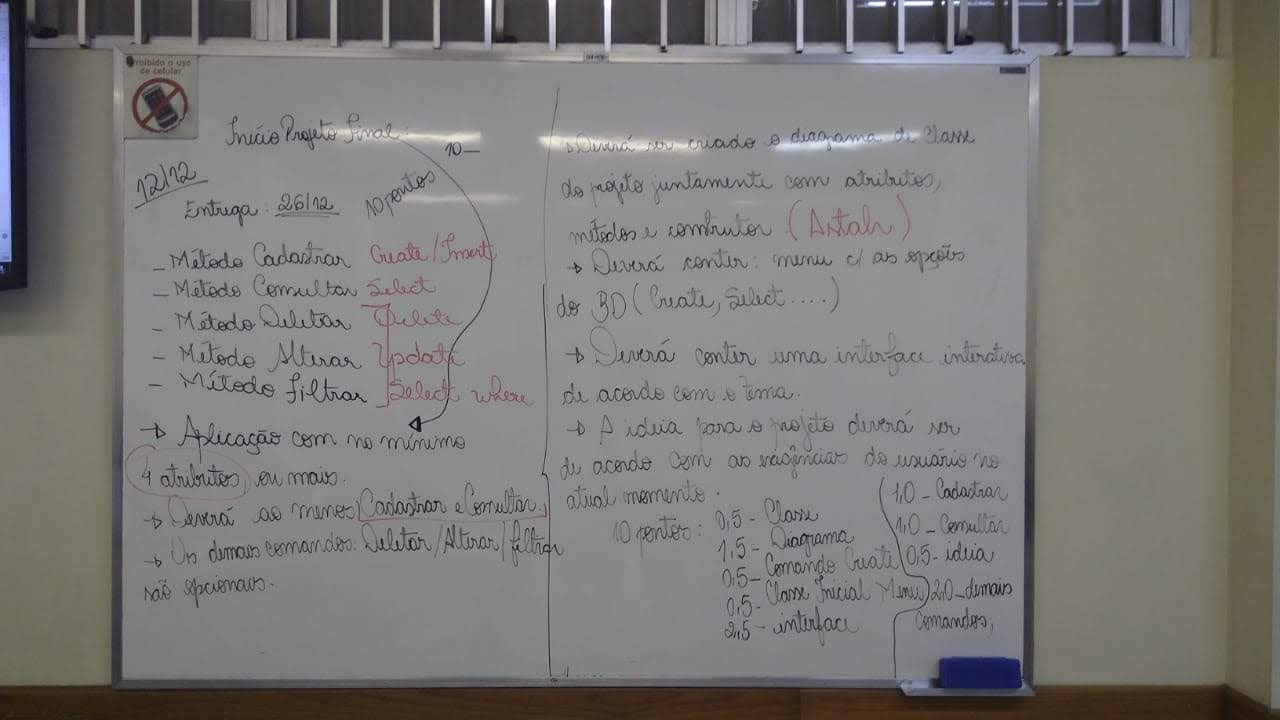 Proibido o uso
de celular
Início Projeto Final:
10
12/12
Entrega: 26/12 10 pontos
- Método Cadastrar Create/Insert
- Método Consultar Select
- Método Deletar Delete
- Método Alterar Update
- Método filtrar Select where
→ Aplicação com no mínimo
4 atributos, ou mais.
→ Deverá ao menos Cadastrar e Consultar.
→ Os demais comandos: Deletar/Alterar/filtrar
são opcionais.
→ Deverá ser criado o diagrama de Classe
do projeto juntamente com atributos,
métodos e construtor (Astah)
→ Deverá conter: menu c/ as opções
do BD (Create, Select....)
→ Deverá conter uma interface interativa
de acordo com o tema.
→ A ideia para o projeto deverá ser
de acordo com as exigências do usuário no
atual momento.
10 pontos: 0,5 - Classe
1,5 - Diagrama
0,5 - Comando Create
0,5 - Classe Inicial Menu
2,5 - interface
1,0 - Cadastrar
1,0 - Consultar
0,5 - ideia
2,0 - demais
comandos,